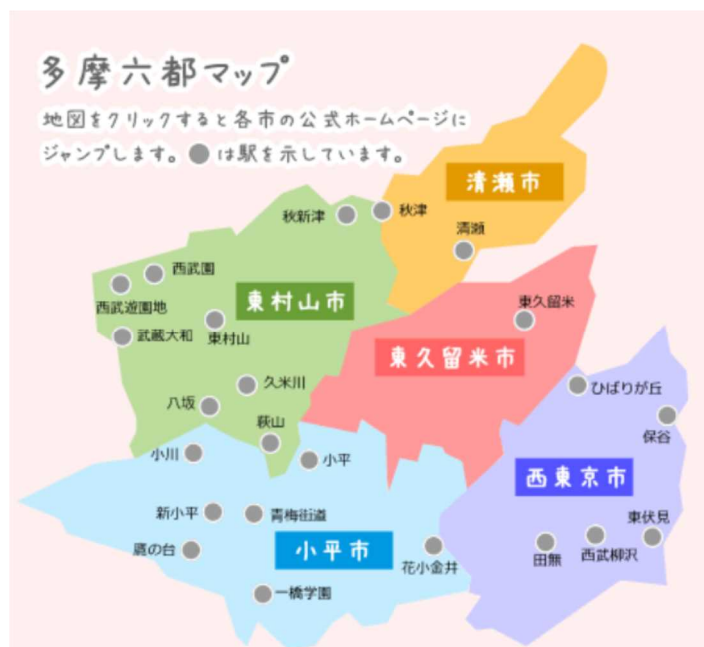 多摩六都マップ
地図をクリックすると各市の公式ホームページに
ジャンプします。●は駅を示しています。
清瀬市
秋新津
秋津
清瀬
西武園
西武遊園地
東村山市
東久留米
武蔵大和
東村山
東久留米市
久米川
ひばりが丘
八坂
萩山
保谷
小川
小平
西東京市
新小平
青梅街道
東伏見
鷹の台
小平市
花小金井
田無
西武柳沢
一橋学園